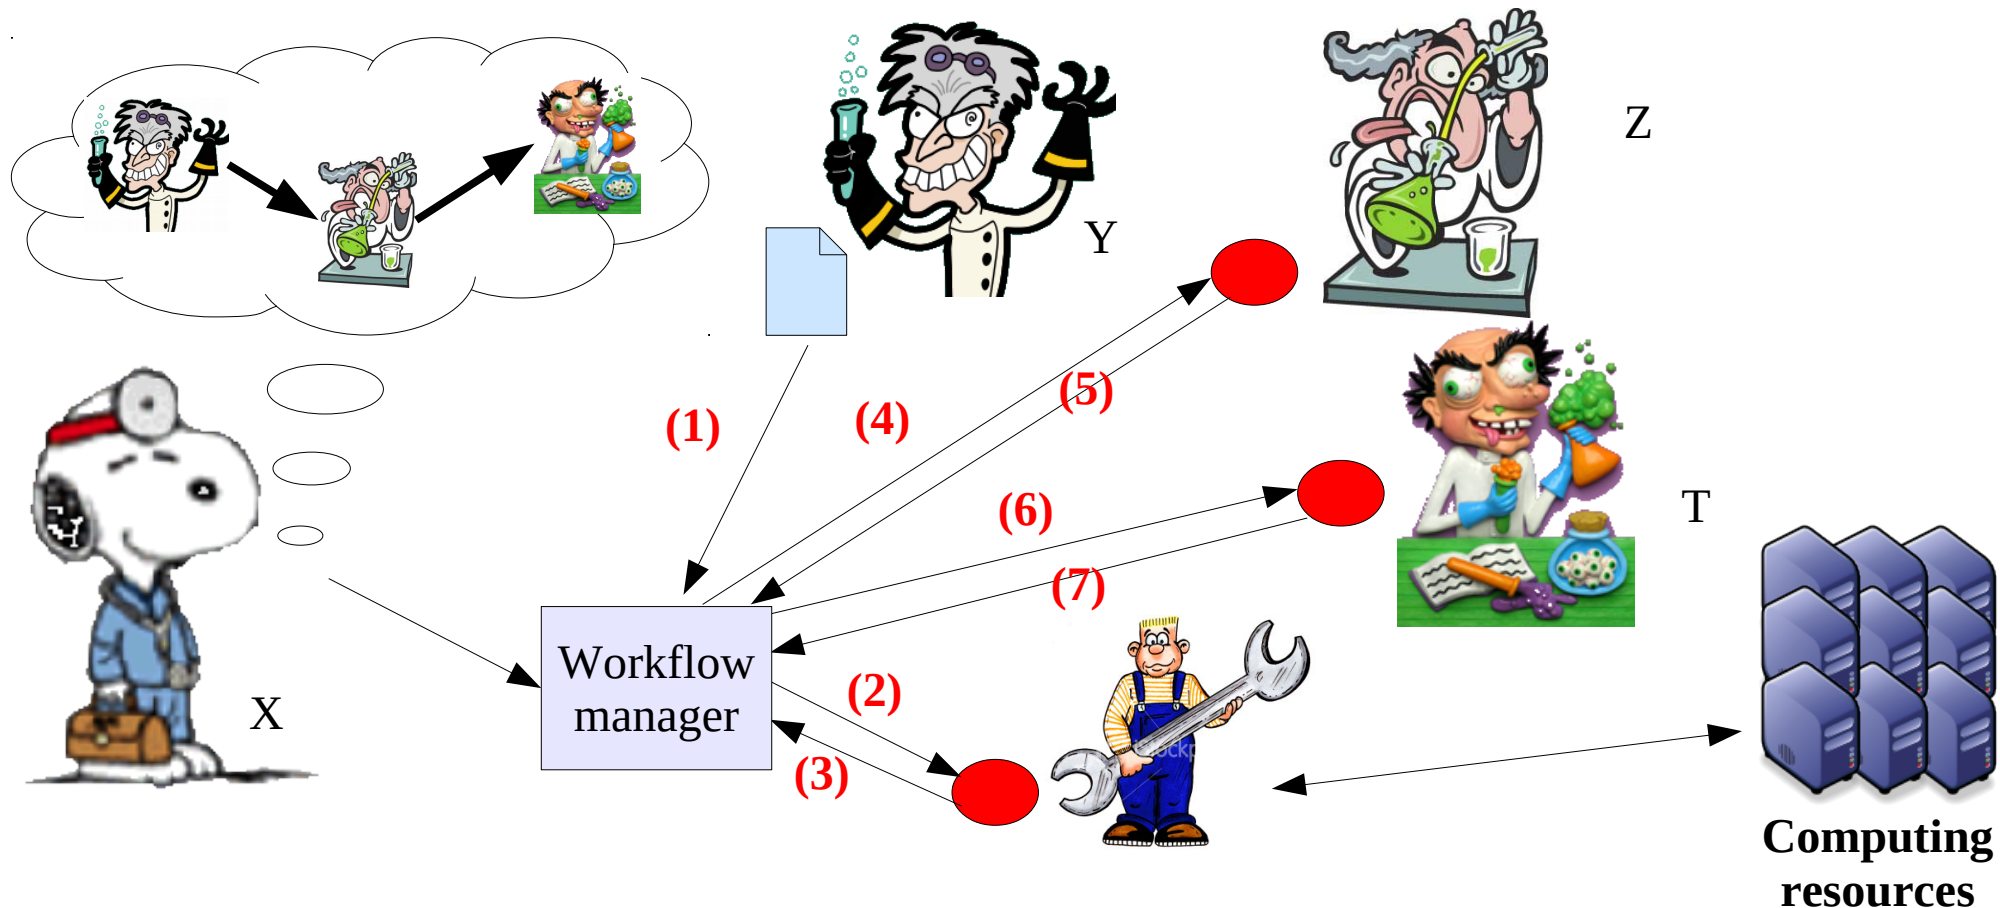 Z
Y
(5)
(1)
(4)
(6)
T
(7)
Workflow
manager
(2)
X
(3)
Computing
resources